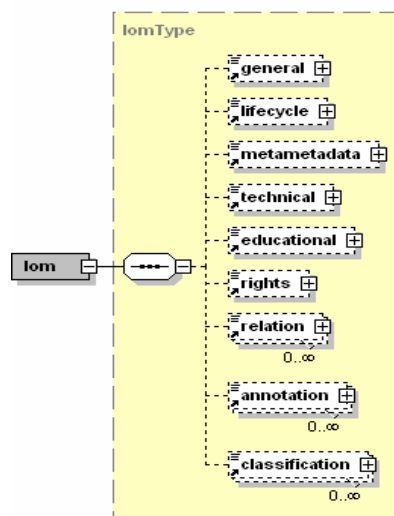 lomType
general
lifecycle
metametadata
technical
educational
lom
rights
relation
0..∞
annotation
0..∞
classification
0..∞